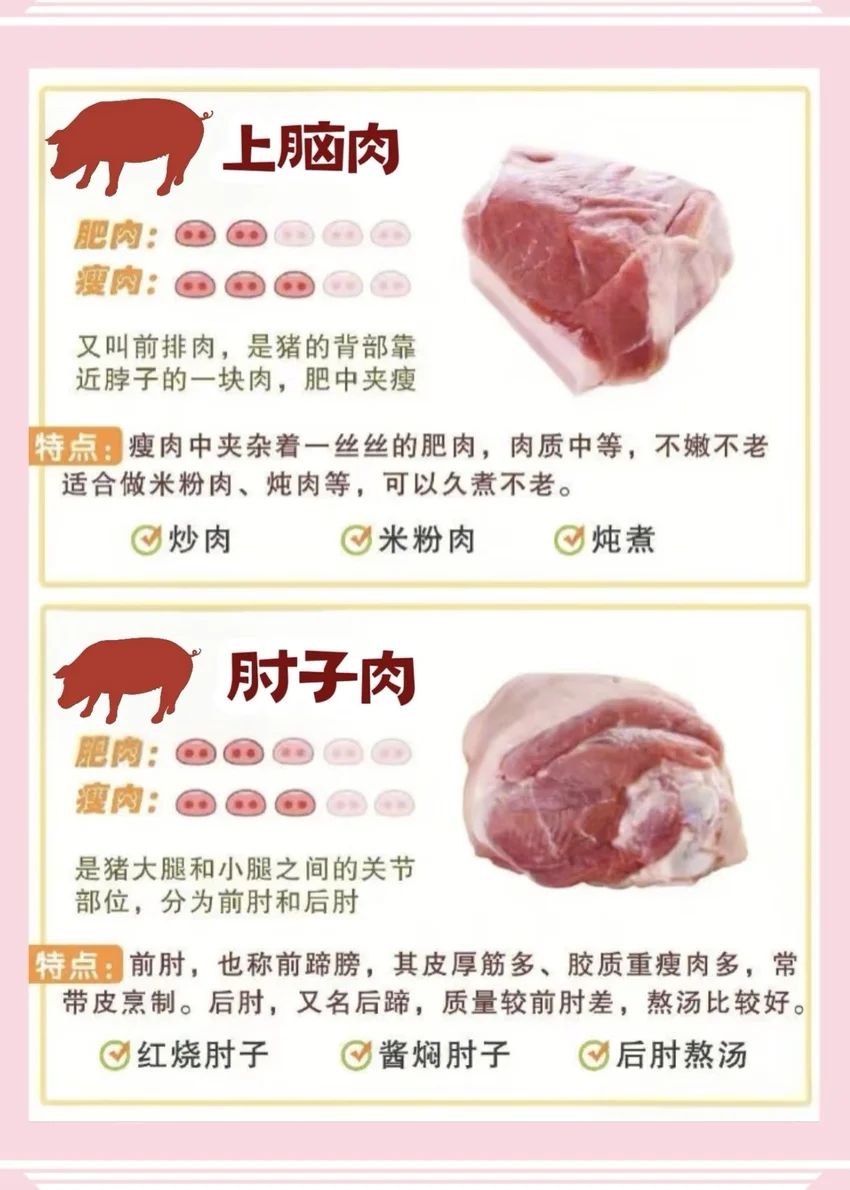 上脑肉
肥肉：
瘦肉：
又叫前排肉，是猪的背部靠
近脖子的一块肉，肥中夹瘦
特点：瘦肉中夹杂着一丝丝的肥肉，肉质中等，不嫩不老
适合做米粉肉、炖肉等，可以久煮不老。
炒肉 米粉肉 炖煮
肘子肉
肥肉：
瘦肉：
是猪大腿和小腿之间的关节
部位，分为前肘和后肘
特点：前肘，也称前蹄膀，其皮厚筋多、胶质重瘦肉多，常
带皮烹制。后肘，又名后蹄，质量较前肘差，熬汤比较好。
红烧肘子 酱焖肘子 后肘熬汤